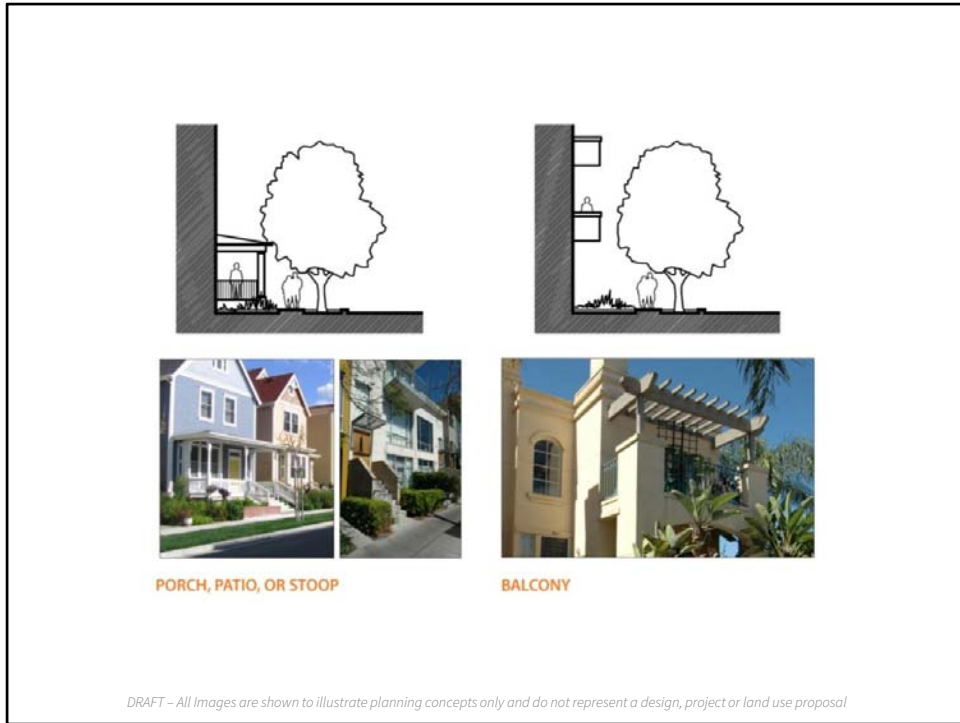 PORCH, PATIO, OR STOOP
BALCONY
DRAFT – All Images are shown to illustrate planning concepts only and do not represent a design, project or land use proposal